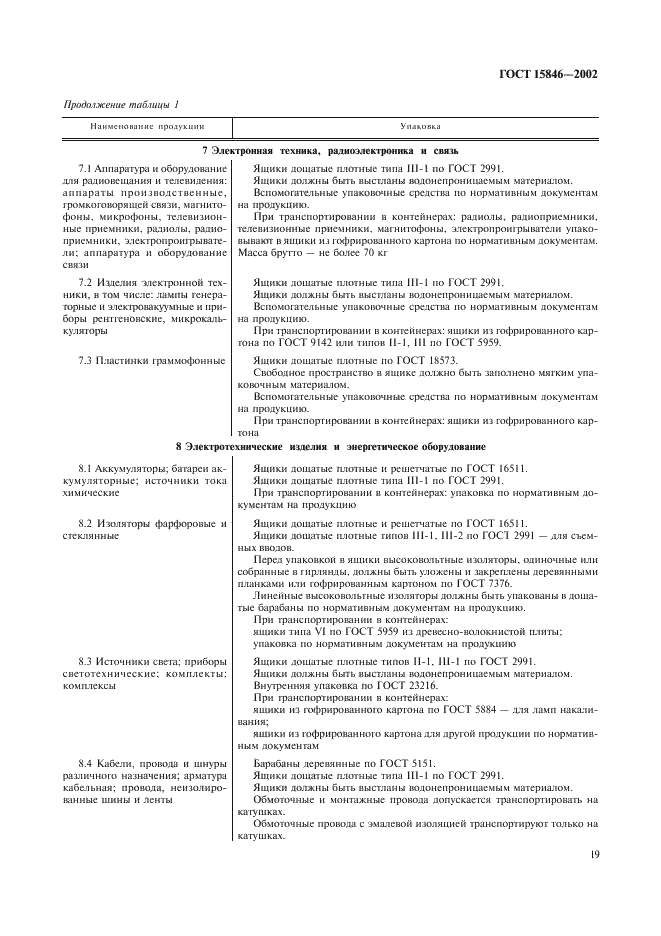 ГОСТ 15846—2002
Продолжение таблицы 1
Наименование продукции
Упаковка
7 Электронная техника, радиоэлектроника и связь
7.1 Аппаратура и оборудование
для радиовещания и телевидения:
аппараты производственные,
громкоговорящей связи, магнито-
фоны, микрофоны, телевизион-
ные приемники, радиолы, радио-
приемники, электропроигрывате-
ли; аппаратура и оборудование
связи
Ящики дощатые плотные типа III-1 по ГОСТ 2991.
Ящики должны быть выстланы водонепроницаемым материалом.
Вспомогательные упаковочные средства по нормативным документам
на продукцию.
При транспортировании в контейнерах: радиолы, радиоприемники,
телевизионные приемники, магнитофоны, электропроигрыватели упако-
вывают в ящики из гофрированного картона по нормативным документам.
Масса брутто — не более 70 кг
7.2 Изделия электронной тех-
ники, в том числе: лампы генера-
торные и электровакуумные и при-
боры рентгеновские, микрокаль-
куляторы
Ящики дощатые плотные типа III-1 по ГОСТ 2991.
Ящики должны быть выстланы водонепроницаемым материалом.
Вспомогательные упаковочные средства по нормативным документам
на продукцию.
При транспортировании в контейнерах: ящики из гофрированного кар-
тона по ГОСТ 9142 или типов II-1, III по ГОСТ 5959.
7.3 Пластинки граммофонные
Ящики дощатые плотные по ГОСТ 18573.
Свободное пространство в ящике должно быть заполнено мягким упа-
ковочным материалом.
Вспомогательные упаковочные средства по нормативным документам
на продукцию.
При транспортировании в контейнерах: ящики из гофрированного кар-
тона
8 Электротехнические изделия и энергетическое оборудование
8.1 Аккумуляторы; батареи ак-
кумуляторные; источники тока
химические
Ящики дощатые плотные и решетчатые по ГОСТ 16511.
Ящики дощатые плотные типа III-1 по ГОСТ 2991.
При транспортировании в контейнерах: упаковка по нормативным до-
кументам на продукцию
8.2 Изоляторы фарфоровые и
стеклянные
Ящики дощатые плотные и решетчатые по ГОСТ 16511.
Ящики дощатые плотные типов III-1, III-2 по ГОСТ 2991 — для съем-
ных вводов.
Перед упаковкой в ящики высоковольтные изоляторы, одиночные или
собранные в гирлянды, должны быть уложены и закреплены деревянными
планками или гофрированным картоном по ГОСТ 7376.
Линейные высоковольтные изоляторы должны быть упакованы в доща-
тые барабаны по нормативным документам на продукцию.
При транспортировании в контейнерах:
ящики типа VI по ГОСТ 5959 из древесно-волокнистой плиты;
упаковка по нормативным документам на продукцию
8.3 Источники света; приборы
светотехнические; комплекты;
комплексы
Ящики дощатые плотные типов II-1, III-1 по ГОСТ 2991.
Ящики должны быть выстланы водонепроницаемым материалом.
Внутренняя упаковка по ГОСТ 23216.
При транспортировании в контейнерах:
ящики из гофрированного картона по ГОСТ 5884 — для ламп накали-
вания;
ящики из гофрированного картона для другой продукции по норматив-
ным документам
8.4 Кабели, провода и шнуры
различного назначения; арматура
кабельная; провода, неизолиро-
ванные шины и ленты
Барабаны деревянные по ГОСТ 5151.
Ящики дощатые плотные типа III-1 по ГОСТ 2991.
Ящики должны быть выстланы водонепроницаемым материалом.
Обмоточные и монтажные провода допускается транспортировать на
катушках.
Обмоточные провода с эмалевой изоляцией транспортируют только на
катушках.
19